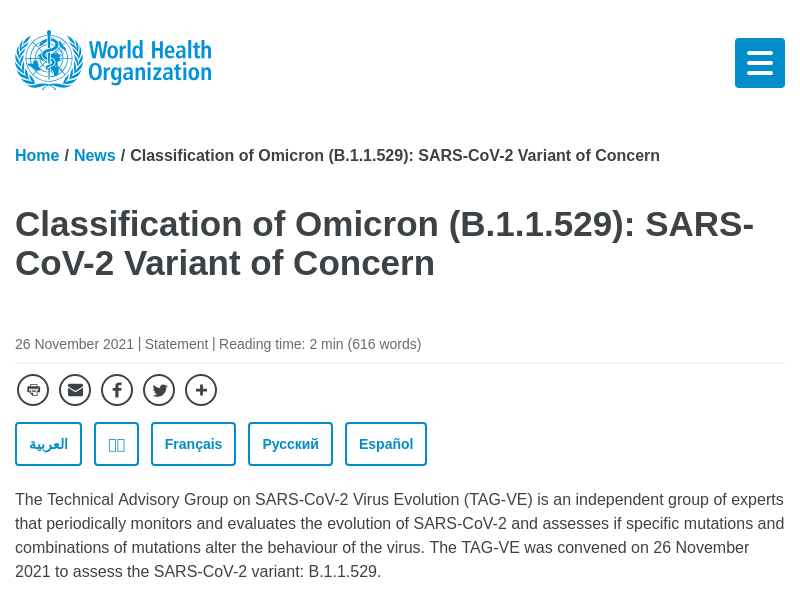 World Health
Organization
Home / News / Classification of Omicron (B.1.1.529): SARS-CoV-2 Variant of Concern
Classification of Omicron (B.1.1.529): SARS-
CoV-2 Variant of Concern
26 November 2021 | Statement | Reading time: 2 min (616 words)
العربية
Français
Русский
Español
The Technical Advisory Group on SARS-CoV-2 Virus Evolution (TAG-VE) is an independent group of experts
that periodically monitors and evaluates the evolution of SARS-CoV-2 and assesses if specific mutations and
combinations of mutations alter the behaviour of the virus. The TAG-VE was convened on 26 November
2021 to assess the SARS-CoV-2 variant: B.1.1.529.